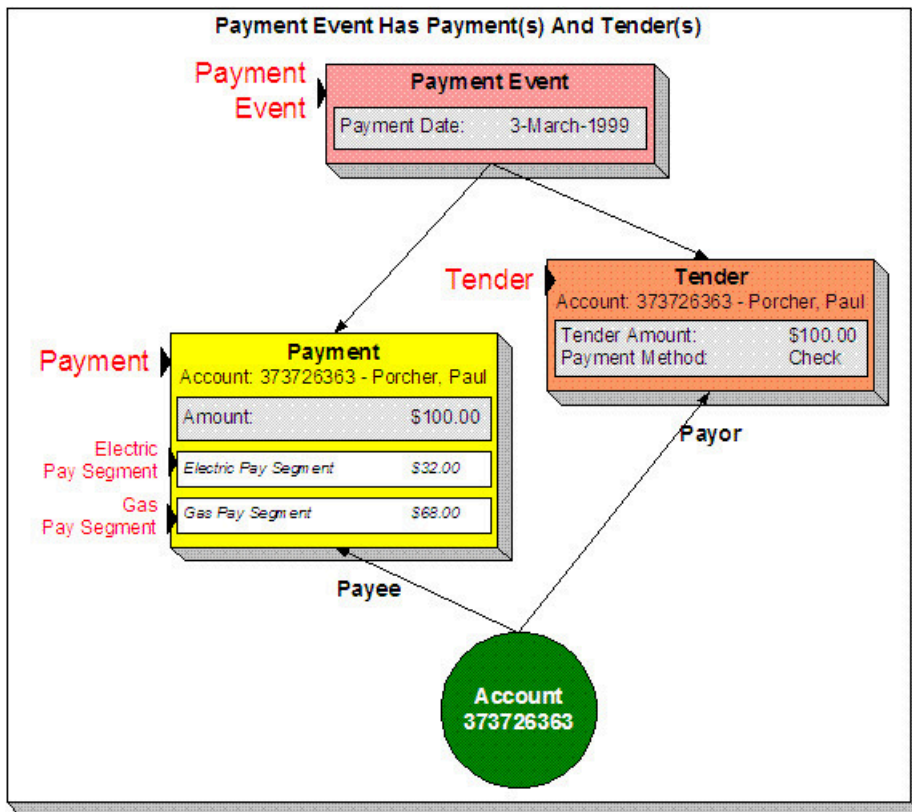 Payment Event Has Payment(s) And Tender(s)
Payment
Event
Payment Event
Payment Date: 3-March-1999
Tender
Tender
Account: 373726363 - Porcher, Paul
Tender Amount: $100.00
Payment Method: Check
Payment
Payment
Account: 373726363 - Porcher, Paul
Amount: $100.00
Electric
Pay Segment
Electric Pay Segment $32.00
Gas
Pay Segment
Gas Pay Segment $68.00
Payor
Payee
Account
373726363